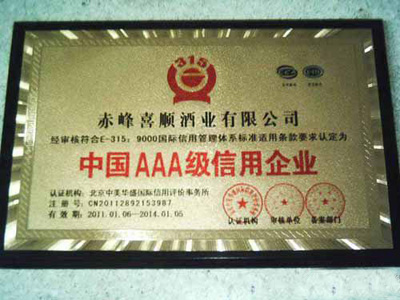 315
赤峰喜顺酒业有限公司
经审核符合E-315：9000国际信用管理体系标准适用条款要求认定为
中国AAA级信用企业
认证机构：北京中美华盛国际信用评价事务所
注册号：CN20112892153987
有效期：2011.01.06-2014.01.05
认证机构 审核单位 备案部门